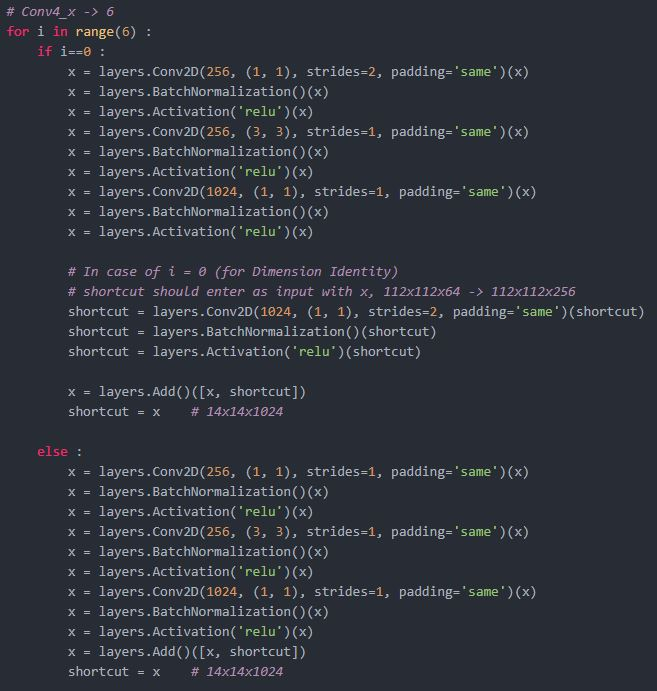 # Conv4_x -> 6
for i in range(6) :
    if i==0 :
        x = layers.Conv2D(256, (1, 1), strides=2, padding='same')(x)
        x = layers.BatchNormalization()(x)
        x = layers.Activation('relu')(x)
        x = layers.Conv2D(256, (3, 3), strides=1, padding='same')(x)
        x = layers.BatchNormalization()(x)
        x = layers.Activation('relu')(x)
        x = layers.Conv2D(1024, (1, 1), strides=1, padding='same')(x)
        x = layers.BatchNormalization()(x)
        x = layers.Activation('relu')(x)

        # In case of i = 0 (for Dimension Identity)
        # shortcut should enter as input with x, 112x112x64 -> 112x112x256
        shortcut = layers.Conv2D(1024, (1, 1), strides=2, padding='same')(shortcut)
        shortcut = layers.BatchNormalization()(shortcut)
        shortcut = layers.Activation('relu')(shortcut)

        x = layers.Add()([x, shortcut])
        shortcut = x    # 14x14x1024

    else :
        x = layers.Conv2D(256, (1, 1), strides=1, padding='same')(x)
        x = layers.BatchNormalization()(x)
        x = layers.Activation('relu')(x)
        x = layers.Conv2D(256, (3, 3), strides=1, padding='same')(x)
        x = layers.BatchNormalization()(x)
        x = layers.Activation('relu')(x)
        x = layers.Conv2D(1024, (1, 1), strides=1, padding='same')(x)
        x = layers.BatchNormalization()(x)
        x = layers.Activation('relu')(x)
        x = layers.Add()([x, shortcut])
        shortcut = x    # 14x14x1024